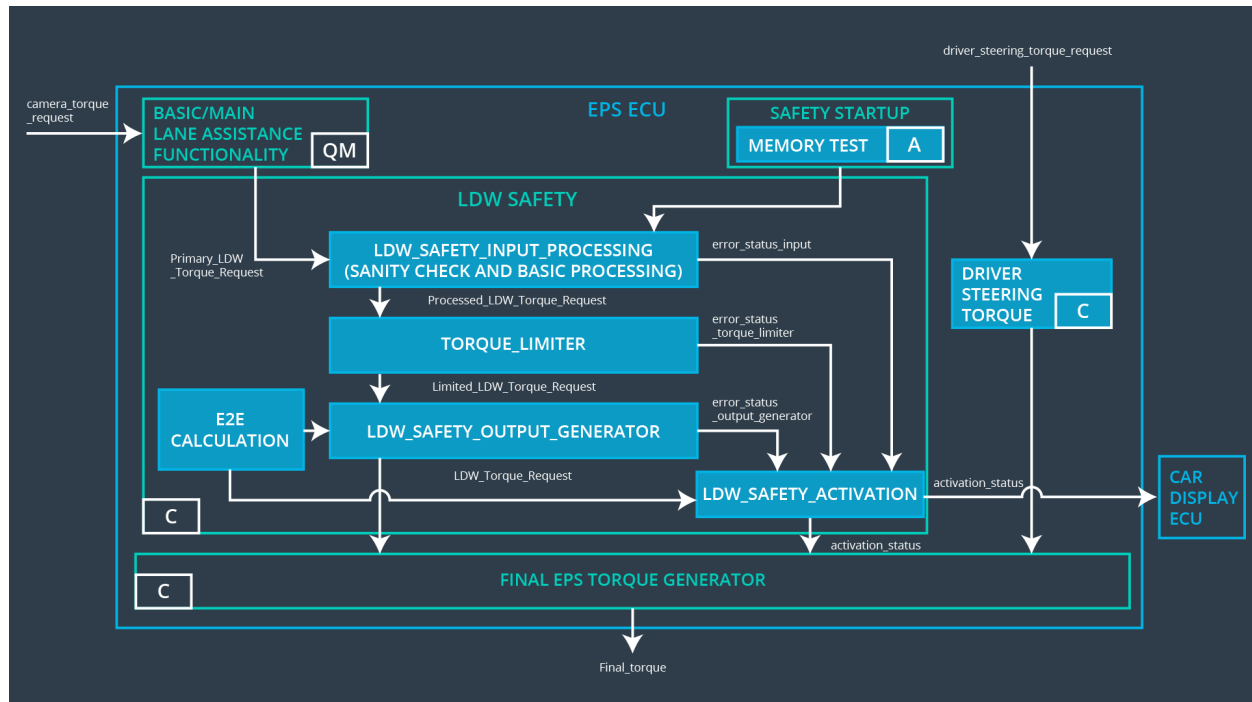 driver_steering_torque_request
camera_torque
_request
EPS ECU
BASIC/MAIN
LANE ASSISTANCE
FUNCTIONALITY
QM
SAFETY STARTUP
MEMORY TEST
A
LDW SAFETY
Primary_LDW
_Torque_Request
LDW_SAFETY_INPUT_PROCESSING
(SANITY CHECK AND BASIC PROCESSING)
error_status_input
DRIVER
STEERING
TORQUE
C
Processed_LDW_Torque_Request
TORQUE_LIMITER
error_status
_torque_limiter
Limited_LDW_Torque_Request
E2E
CALCULATION
LDW_SAFETY_OUTPUT_GENERATOR
error_status
_output_generator
LDW_Torque_Request
LDW_SAFETY_ACTIVATION
activation_status
CAR
DISPLAY
ECU
C
activation_status
FINAL EPS TORQUE GENERATOR
C
Final_torque